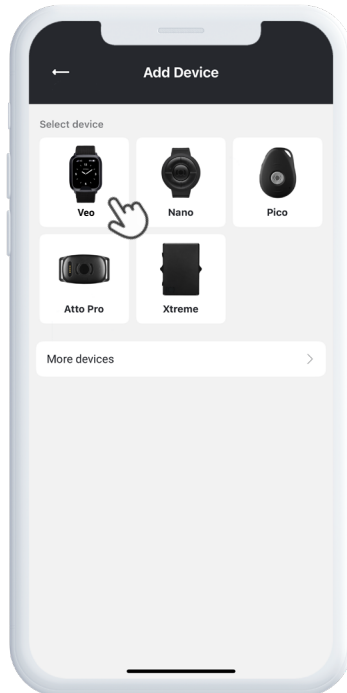 Add Device
Select device
Veo
Nano
Pico
Atto Pro
Xtreme
More devices